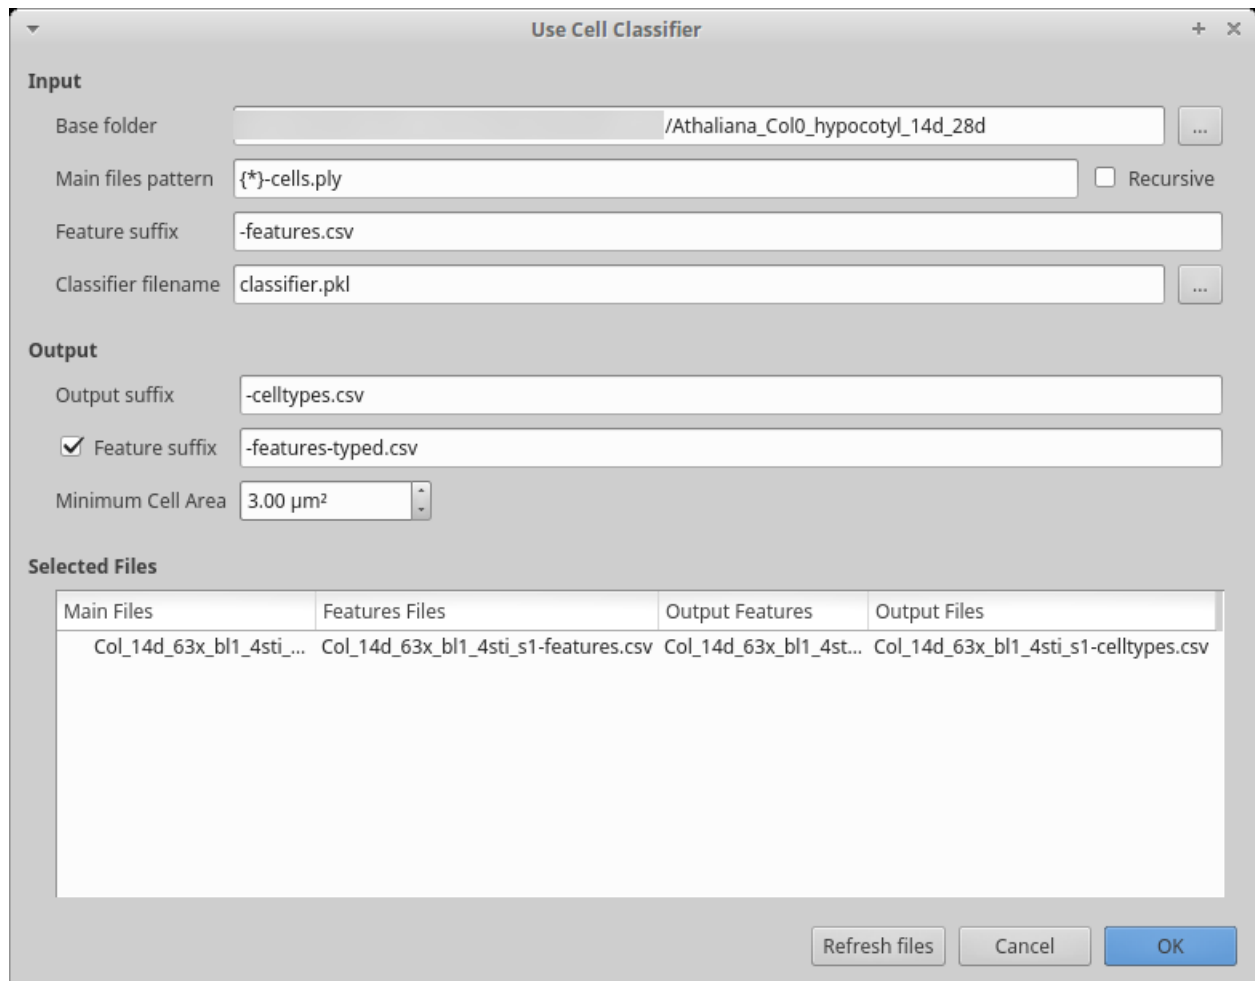 Use Cell Classifier
Input
Base folder /Athaliana_Col0_hypocotyl_14d_28d ...
Main files pattern {*}-cells.ply Recursive
Feature suffix -features.csv
Classifier filename classifier.pkl ...
Output
Output suffix -celltypes.csv
Feature suffix -features-typed.csv
Minimum Cell Area 3.00 µm²
Selected Files
Main Files Features Files Output Features Output Files
Col_14d_63x_bl1_4sti_... Col_14d_63x_bl1_4sti_s1-features.csv Col_14d_63x_bl1_4st... Col_14d_63x_bl1_4sti_s1-celltypes.csv
Refresh files Cancel OK